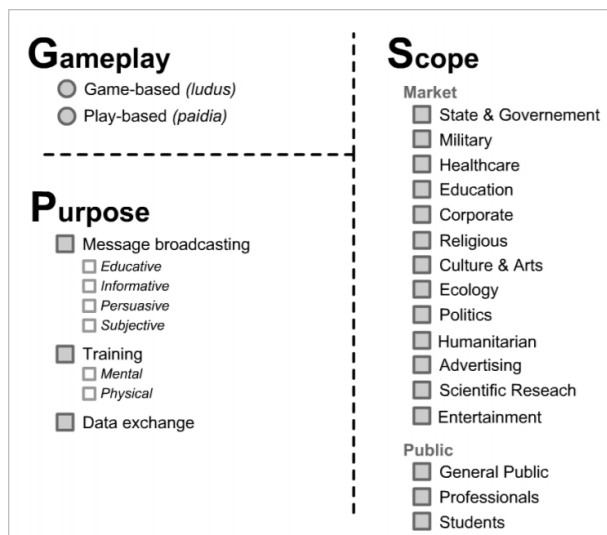 Gameplay
Game-based (ludus)
Play-based (paidia)
Purpose
Message broadcasting
Educative
Informative
Persuasive
Subjective
Training
Mental
Physical
Data exchange
Scope
Market
State & Governement
Military
Healthcare
Education
Corporate
Religious
Culture & Arts
Ecology
Politics
Humanitarian
Advertising
Scientific Reseach
Entertainment
Public
General Public
Professionals
Students